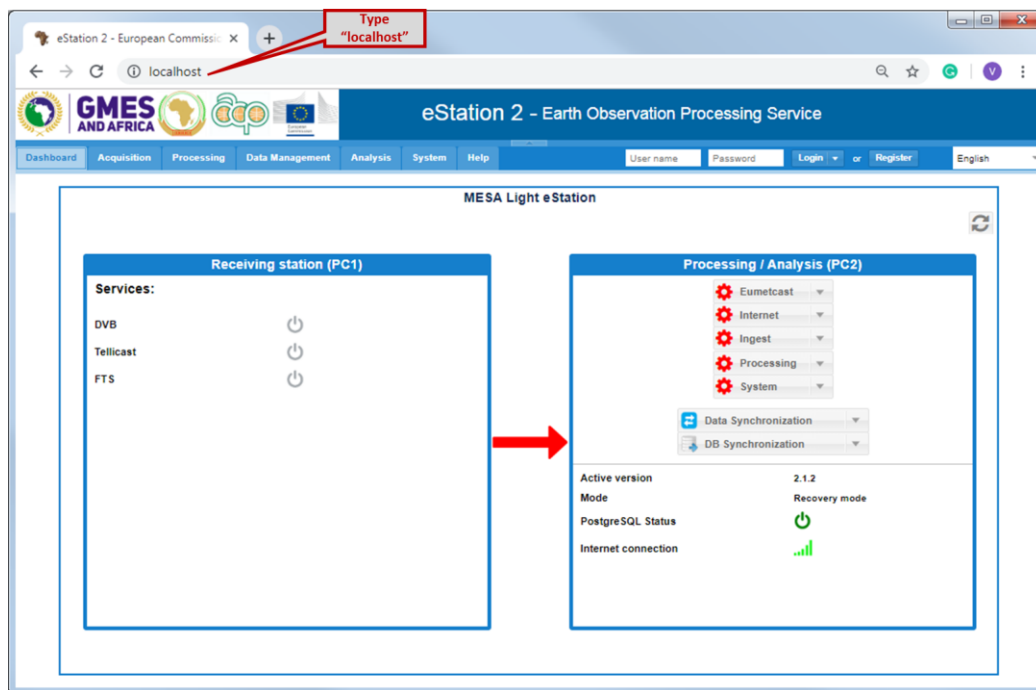 Type
“localhost”
eStation 2 - European Commissio
localhost
V
GMES
AND AFRICA
acp
European
Commission
eStation 2 - Earth Observation Processing Service
Dashboard Acquisition Processing Data Management Analysis System Help User name Password Login or Register English
MESA Light eStation
Receiving station (PC1)
Services:
DVB
Tellicast
FTS
Processing / Analysis (PC2)
Eumetcast
Internet
Ingest
Processing
System
Data Synchronization
DB Synchronization
Active version 2.1.2
Mode Recovery mode
PostgreSQL Status
Internet connection